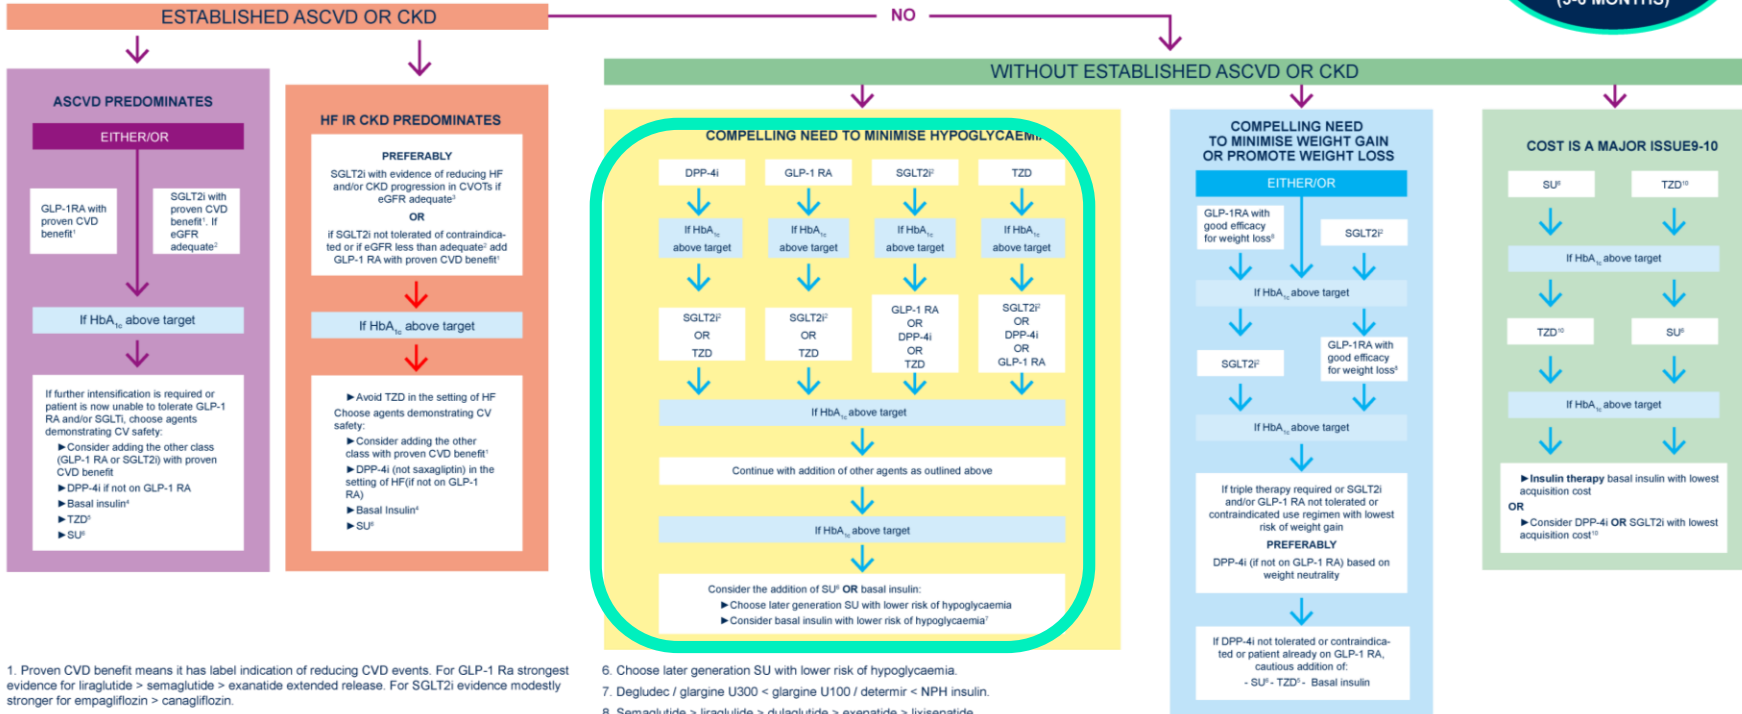 (3-6 MONTHS)
ESTABLISHED ASCVD OR CKD
NO
WITHOUT ESTABLISHED ASCVD OR CKD
ASCVD PREDOMINATES
EITHER/OR
GLP-1RA with
proven CVD
benefit¹
SGLT2i with
proven CVD
benefit¹. If
eGFR
adequate²
If HbA1c above target
If further intensification is required or
patient is now unable to tolerate GLP-1
RA and/or SGLTi, choose agents
demonstrating CV safety:
►Consider adding the other class
(GLP-1 RA or SGLT2i) with proven
CVD benefit
►DPP-4i if not on GLP-1 RA
►Basal insulin⁴
►TZD⁵
►SU⁶
HF IR CKD PREDOMINATES
PREFERABLY
SGLT2i with evidence of reducing HF
and/or CKD progression in CVOTs if
eGFR adequate³
OR
if SGLT2i not tolerated of contraindica-
ted or if eGFR less than adequate² add
GLP-1 RA with proven CVD benefit¹
If HbA1c above target
►Avoid TZD in the setting of HF
Choose agents demonstrating CV
safety:
►Consider adding the other
class with proven CVD benefit¹
►DPP-4i (not saxagliptin) in the
setting of HF(if not on GLP-1
RA)
►Basal Insulin⁴
►SU⁶
COMPELLING NEED TO MINIMISE HYPOGLYCAEMIA
DPP-4i
GLP-1 RA
SGLT2i²
TZD
If HbA1c
above target
If HbA1c
above target
If HbA1c
above target
If HbA1c
above target
SGLT2i²
OR
TZD
SGLT2i²
OR
TZD
GLP-1 RA
OR
DPP-4i
OR
TZD
SGLT2i²
OR
DPP-4i
OR
GLP-1 RA
If HbA1c above target
Continue with addition of other agents as outlined above
If HbA1c above target
Consider the addition of SU⁶ OR basal insulin:
►Choose later generation SU with lower risk of hypoglycaemia
►Consider basal insulin with lower risk of hypoglycaemia⁷
COMPELLING NEED
TO MINIMISE WEIGHT GAIN
OR PROMOTE WEIGHT LOSS
EITHER/OR
GLP-1RA with
good efficacy
for weight loss⁸
SGLT2i²
If HbA1c above target
SGLT2i²
GLP-1RA with
good efficacy
for weight loss⁸
If HbA1c above target
If triple therapy required or SGLT2i
and/or GLP-1 RA not tolerated or
contraindicated use regimen with lowest
risk of weight gain
PREFERABLY
DPP-4i (if not on GLP-1 RA) based on
weight neutrality
If DPP-4i not tolerated or contraindica-
ted or patient already on GLP-1 RA,
cautious addition of:
- SU⁶ - TZD⁵ - Basal insulin
COST IS A MAJOR ISSUE9-10
SU⁶
TZD¹⁰
If HbA1c above target
TZD¹⁰
SU⁶
If HbA1c above target
►Insulin therapy basal insulin with lowest
acquisition cost
OR
►Consider DPP-4i OR SGLT2i with lowest
acquisition cost¹⁰
1. Proven CVD benefit means it has label indication of reducing CVD events. For GLP-1 Ra strongest
evidence for liraglutide > semaglutide > exanatide extended release. For SGLT2i evidence modestly
stronger for empagliflozin > canagliflozin.
6. Choose later generation SU with lower risk of hypoglycaemia.
7. Degludec / glargine U300 < glargine U100 / determir < NPH insulin.
8. Semaglutide > liraglulide > dulaglutide > exenatide > lixisenatide